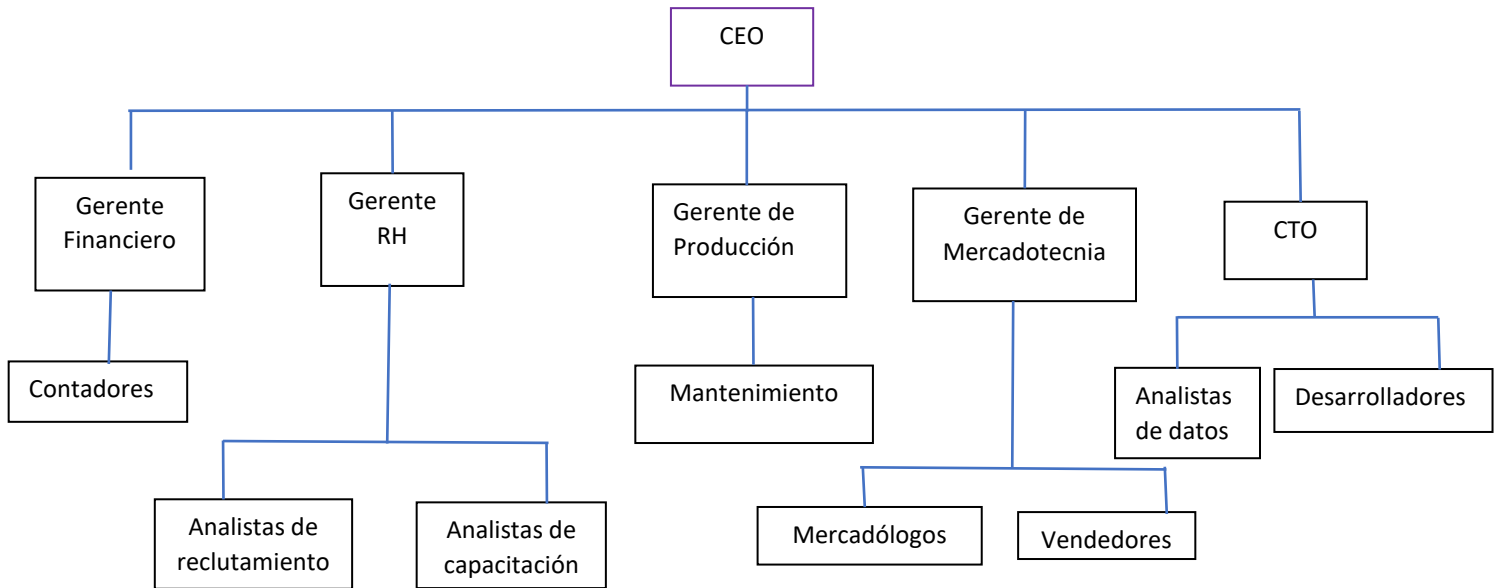 CEO
Gerente
Financiero
Gerente
RH
Gerente de
Producción
Gerente de
Mercadotecnia
CTO
Contadores
Mantenimiento
Analistas
de datos
Desarrolladores
Analistas de
reclutamiento
Analistas de
capacitación
Mercadólogos
Vendedores